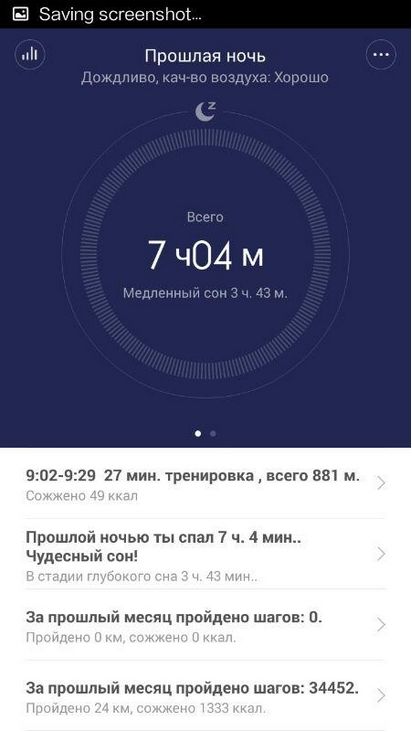 Saving screenshot...
Прошлая ночь
Дождливо, кач-во воздуха: Хорошо
z
Всего
7 ч04 м
Медленный сон 3 ч. 43 м.
9:02-9:29 27 мин. тренировка , всего 881 м.
Сожжено 49 ккал
Прошлой ночью ты спал 7 ч. 4 мин..
Чудесный сон!
В стадии глубокого сна 3 ч. 43 мин..
За прошлый месяц пройдено шагов: 0.
Пройдено 0 км, сожжено 0 ккал.
За прошлый месяц пройдено шагов: 34452.
Пройдено 24 км, сожжено 1333 ккал.